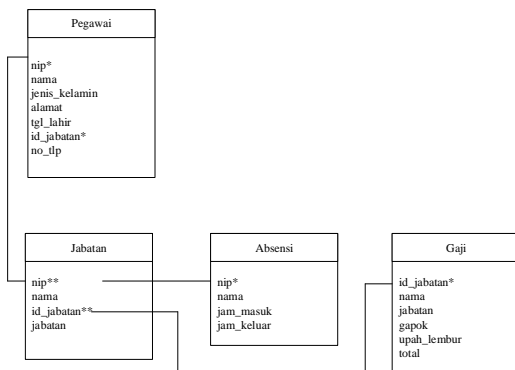 Pegawai
nip*
nama
jenis_kelamin
alamat
tgl_lahir
id_jabatan*
no_tlp
Jabatan
nip**
nama
id_jabatan**
jabatan
Absensi
nip*
nama
jam_masuk
jam_keluar
Gaji
id_jabatan*
nama
jabatan
gapok
upah_lembur
total